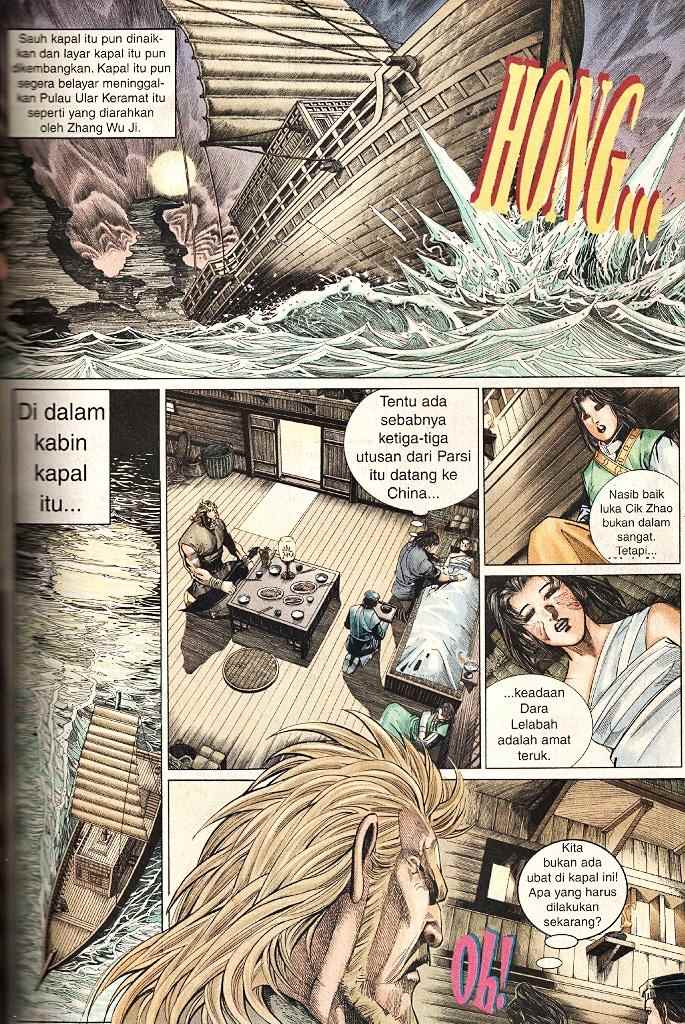 Sauh kapal itu pun dinaik-
kan dan layar kapal itu pun
dikembangkan. Kapal itu pun
segera belayar meninggal-
kan Pulau Ular Keramat itu
seperti yang diarahkan
oleh Zhang Wu Ji.
HONG...
Di dalam
kabin
kapal
itu...
Tentu ada
sebabnya
ketiga-tiga
utusan dari Parsi
itu datang ke
China...
Nasib baik
luka Cik Zhao
bukan dalam
sangat.
Tetapi...
...keadaan
Dara
Lelabah
adalah amat
teruk.
Kita
bukan ada
ubat di kapal ini!
Apa yang harus
dilakukan
sekarang?
Oh!